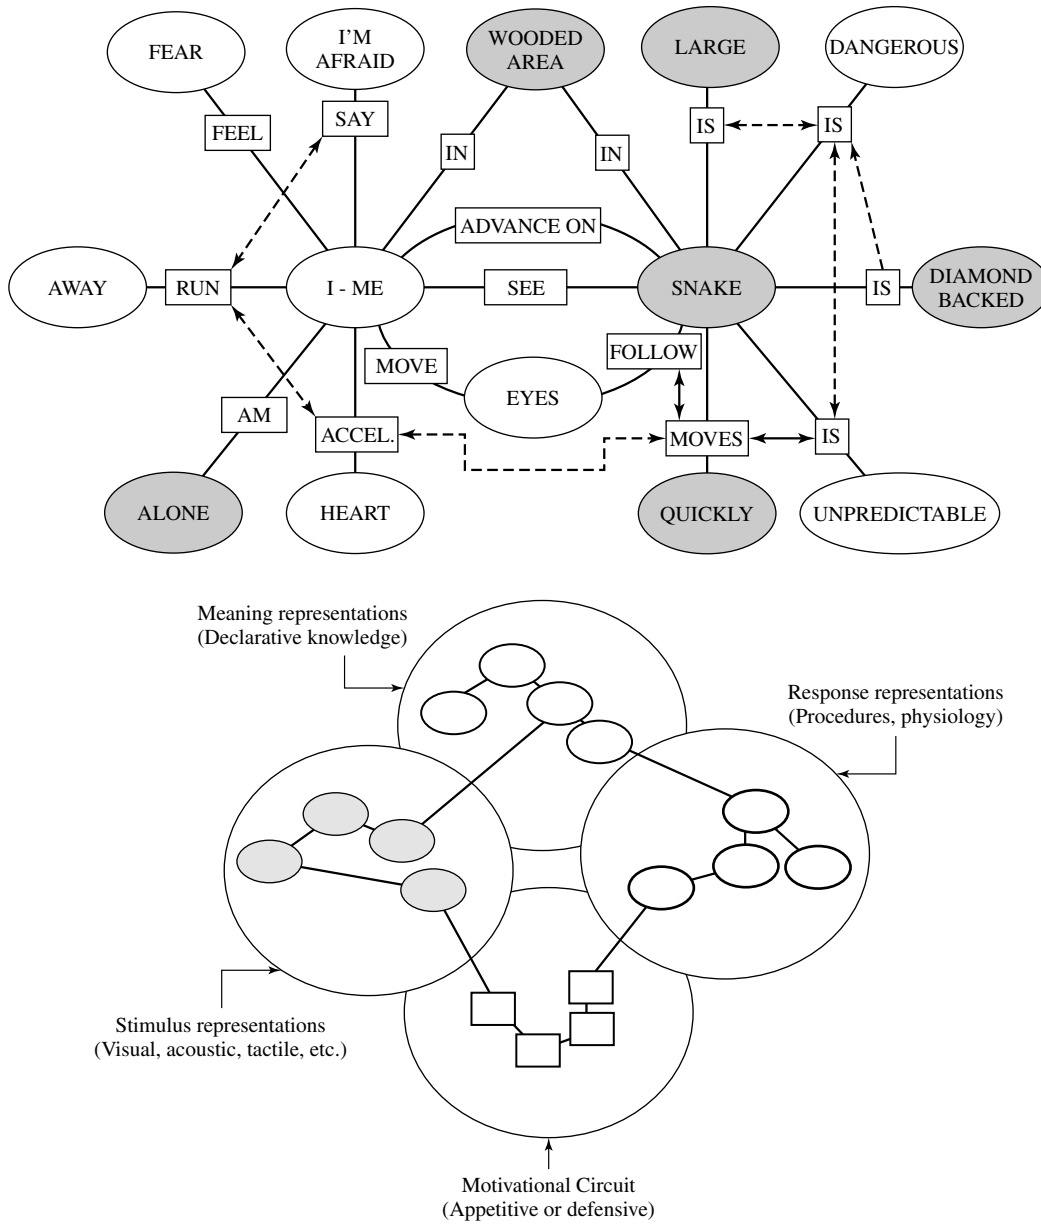 FEAR
I'M
AFRAID
WOODED
AREA
LARGE
DANGEROUS
FEEL
SAY
IS
IS
IN
IN
ADVANCE ON
AWAY
RUN
I - ME
SEE
SNAKE
IS
DIAMOND
BACKED
MOVE
FOLLOW
EYES
AM
ACCEL.
MOVES
IS
ALONE
HEART
QUICKLY
UNPREDICTABLE
Meaning representations
(Declarative knowledge)
Response representations
(Procedures, physiology)
Stimulus representations
(Visual, acoustic, tactile, etc.)
Motivational Circuit
(Appetitive or defensive)